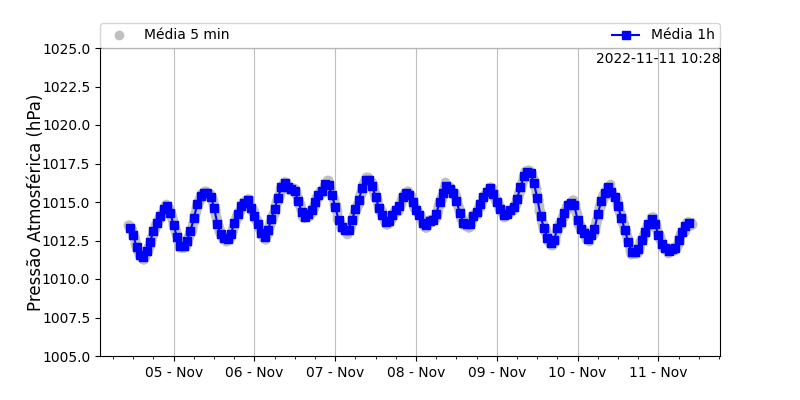 Média 5 min
Média 1h
2022-11-11 10:28
Pressão Atmosférica (hPa)
1025.0
1022.5
1020.0
1017.5
1015.0
1012.5
1010.0
1007.5
1005.0
05 - Nov
06 - Nov
07 - Nov
08 - Nov
09 - Nov
10 - Nov
11 - Nov